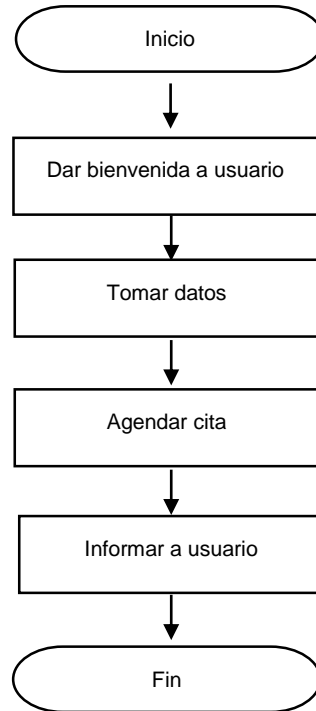 Inicio
Dar bienvenida a usuario
Tomar datos
Agendar cita
Informar a usuario
Fin